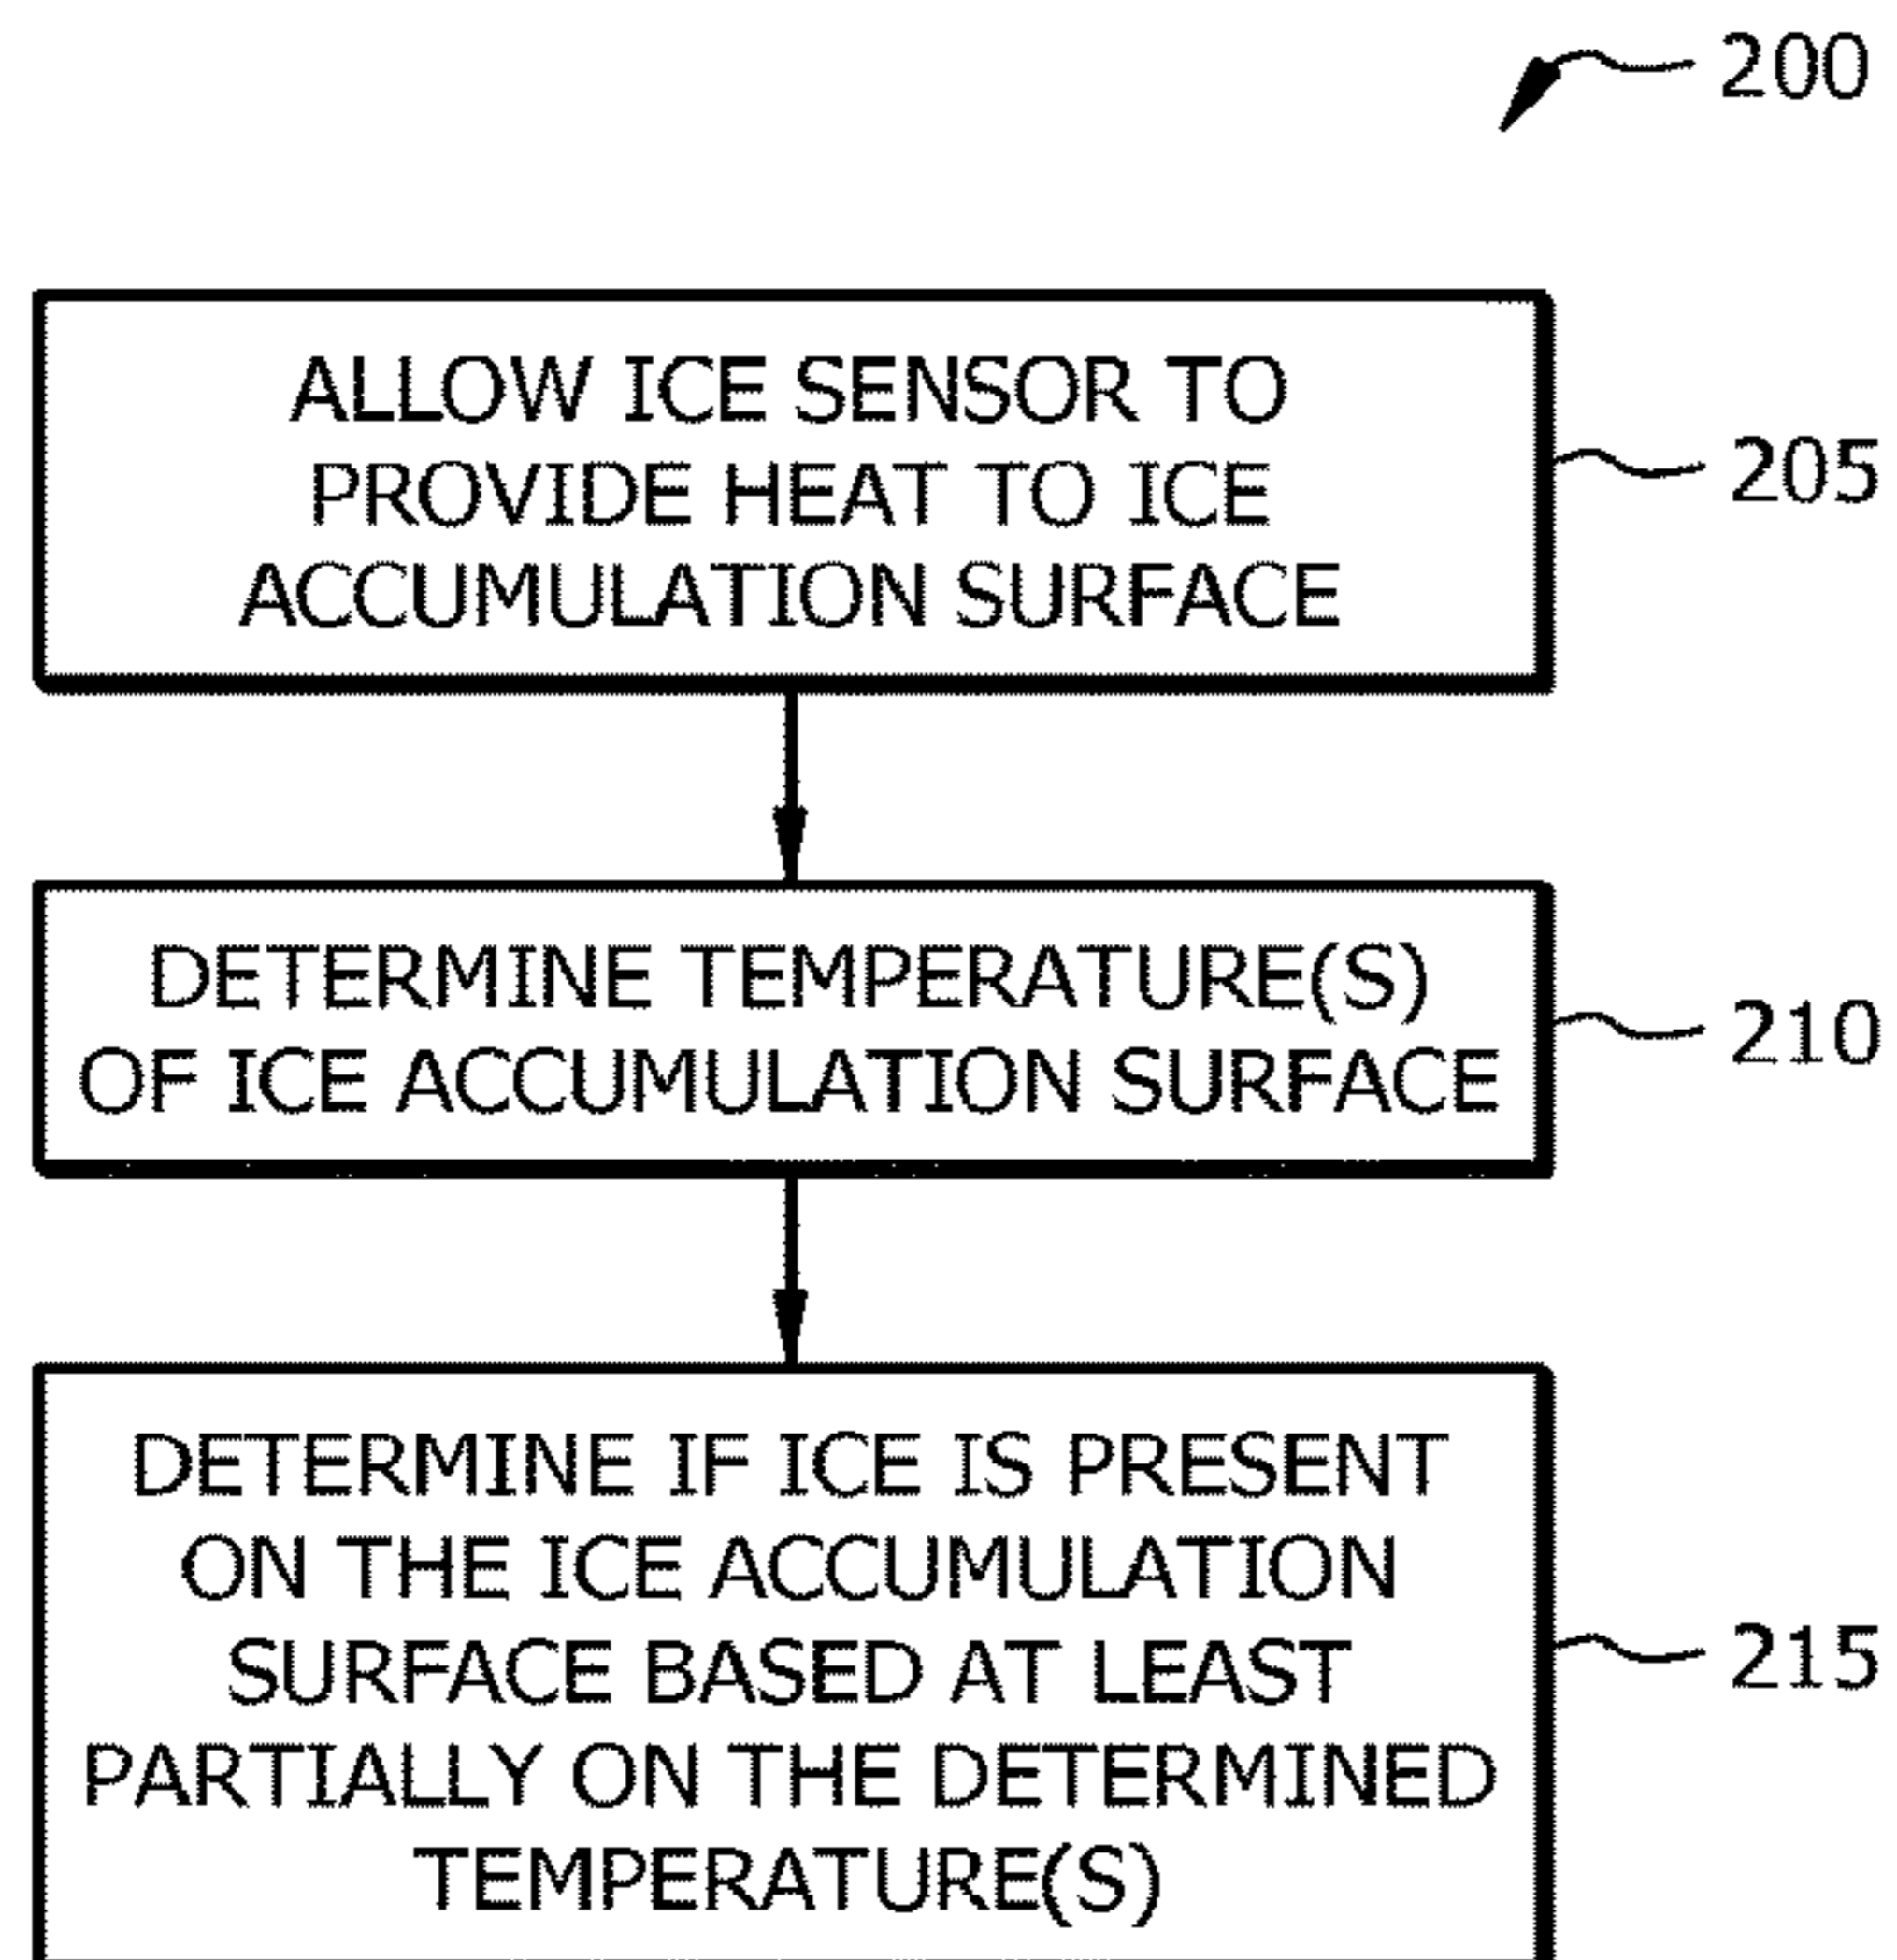 200
ALLOW ICE SENSOR TO
PROVIDE HEAT TO ICE
ACCUMULATION SURFACE
205
DETERMINE TEMPERATURE(S)
OF ICE ACCUMULATION SURFACE
210
DETERMINE IF ICE IS PRESENT
ON THE ICE ACCUMULATION
SURFACE BASED AT LEAST
PARTIALLY ON THE DETERMINED
TEMPERATURE(S)
215